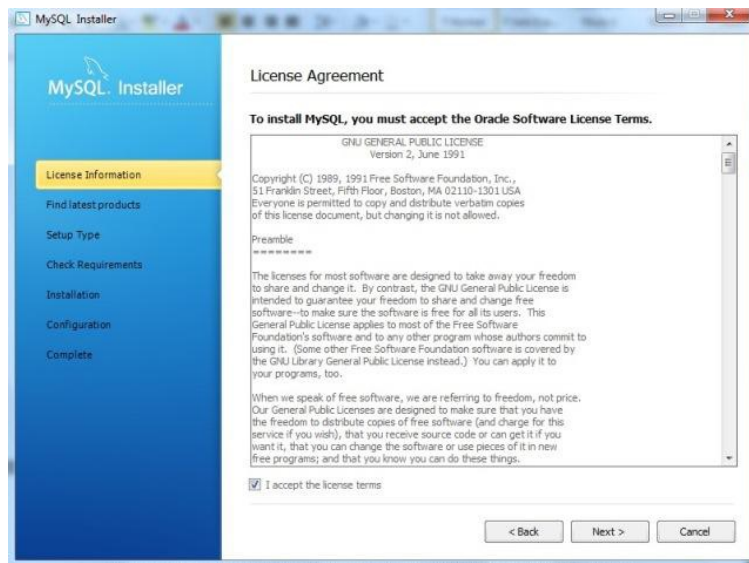 MySQL Installer
MySQL. Installer
License Information
Find latest products
Setup Type
Check Requirements
Installation
Configuration
Complete
License Agreement
To install MySQL, you must accept the Oracle Software License Terms.
GNU GENERAL PUBLIC LICENSE
Version 2, June 1991
Copyright (C) 1989, 1991 Free Software Foundation, Inc.,
51 Franklin Street, Fifth Floor, Boston, MA 02110-1301 USA
Everyone is permitted to copy and distribute verbatim copies
of this license document, but changing it is not allowed.
Preamble
========
The licenses for most software are designed to take away your freedom
to share and change it. By contrast, the GNU General Public License is
intended to guarantee your freedom to share and change free
software--to make sure the software is free for all its users. This
General Public License applies to most of the Free Software
Foundation's software and to any other program whose authors commit to
using it. (Some other Free Software Foundation software is covered by
the GNU Library General Public License instead.) You can apply it to
your programs, too.
When we speak of free software, we are referring to freedom, not price.
Our General Public Licenses are designed to make sure that you have
the freedom to distribute copies of free software (and charge for this
service if you wish), that you receive source code or can get it if you
want it, that you can change the software or use pieces of it in new
free programs; and that you know you can do these things.
I accept the license terms
< Back
Next >
Cancel